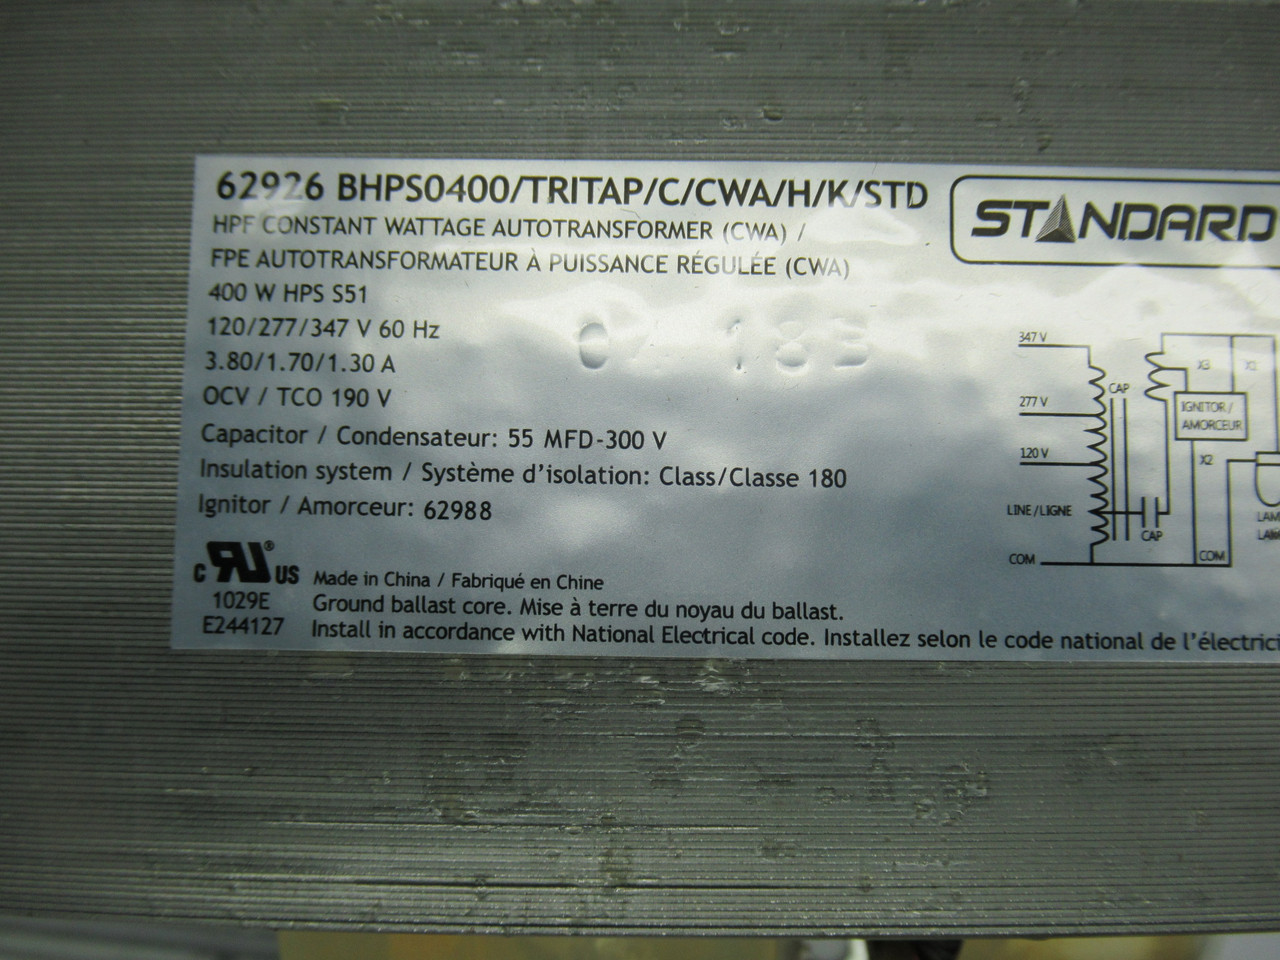 62926 BHPS0400/TRITAP/C/CWA/H/K/STD
HPF CONSTANT WATTAGE AUTOTRANSFORMER (CWA) /
FPE AUTOTRANSFORMATEUR À PUISSANCE RÉGULÉE (CWA)
400 W HPS S51
120/277/347 V 60 Hz
3.80/1.70/1.30 A
OCV / TCO 190 V
Capacitor / Condensateur: 55 MFD-300 V
Insulation system / Système d'isolation: Class/Classe 180
Ignitor / Amorceur: 62988
c RU® US
1029E
E244127
Made in China / Fabriqué en Chine
Ground ballast core. Mise à terre du noyau du ballast.
Install in accordance with National Electrical code. Installez selon le code national de l'électrici
STANDARD
347 V
277 V
120 V
LINE/LIGNE
COM
CAP
CAP
X3
X1
IGNITOR/
AMORCEUR
X2
COM
LAM
183